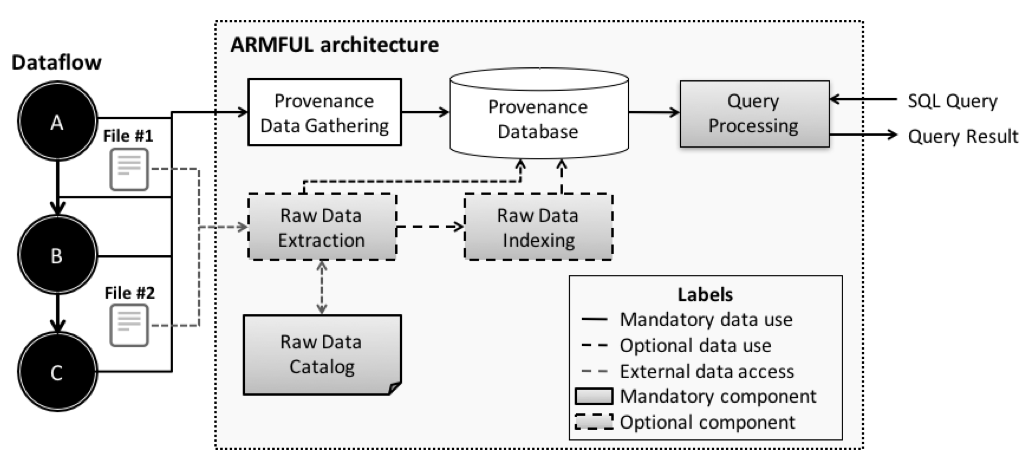 ARMFUL architecture
Dataflow
A
File #1
B
File #2
C
Provenance
Data Gathering
Provenance
Database
Query
Processing
SQL Query
Query Result
Raw Data
Extraction
Raw Data
Indexing
Raw Data
Catalog
Labels
Mandatory data use
Optional data use
External data access
Mandatory component
Optional component